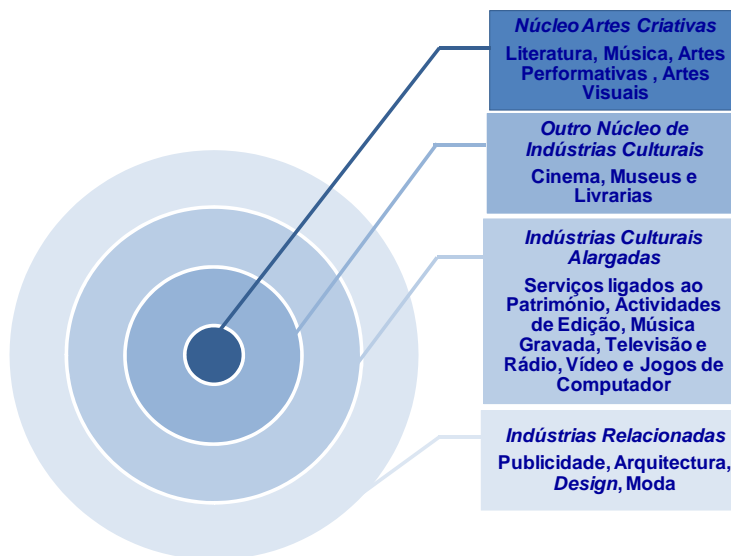 Núcleo Artes Criativas
Literatura, Música, Artes
Performativas , Artes
Visuais
Outro Núcleo de
Indústrias Culturais
Cinema, Museus e
Livrarias
Indústrias Culturais
Alargadas
Serviços ligados ao
Património, Actividades
de Edição, Música
Gravada, Televisão e
Rádio, Vídeo e Jogos de
Computador
Indústrias Relacionadas
Publicidade, Arquitectura,
Design, Moda